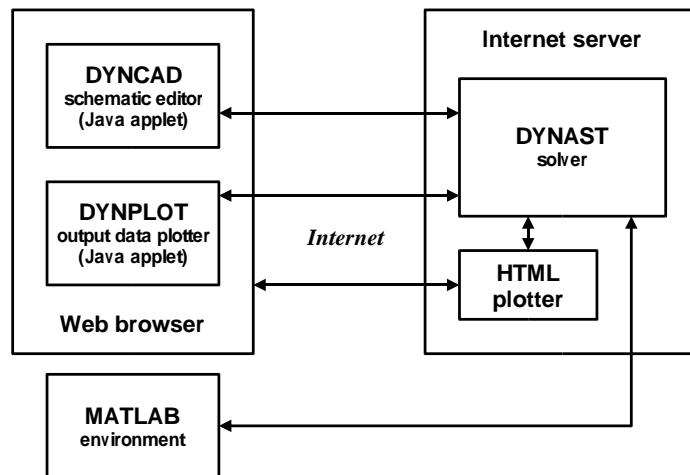 DYNCAD
schematic editor
(Java applet)
DYNPLOT
output data plotter
(Java applet)
Web browser
Internet
Internet server
DYNAST
solver
HTML
plotter
MATLAB
environment